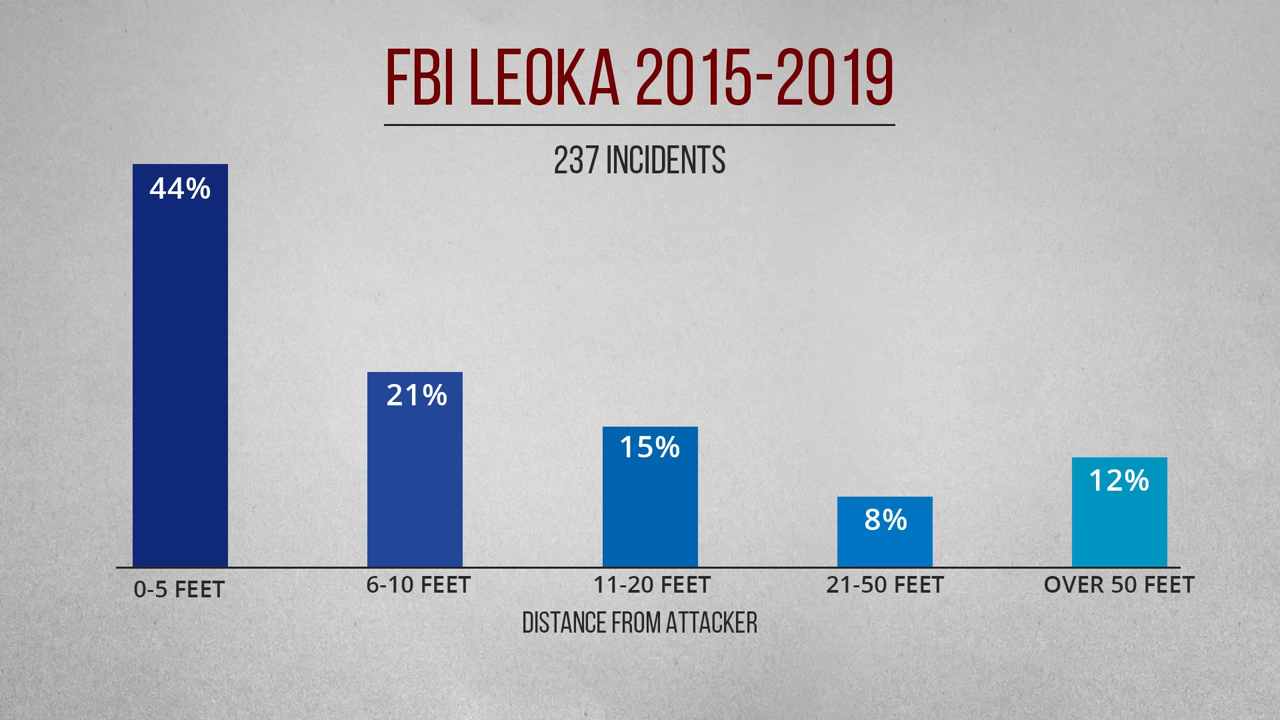 FBI LEOKA 2015-2019
237 INCIDENTS
44%
21%
15%
8%
12%
0-5 FEET
6-10 FEET
11-20 FEET
21-50 FEET
OVER 50 FEET
DISTANCE FROM ATTACKER